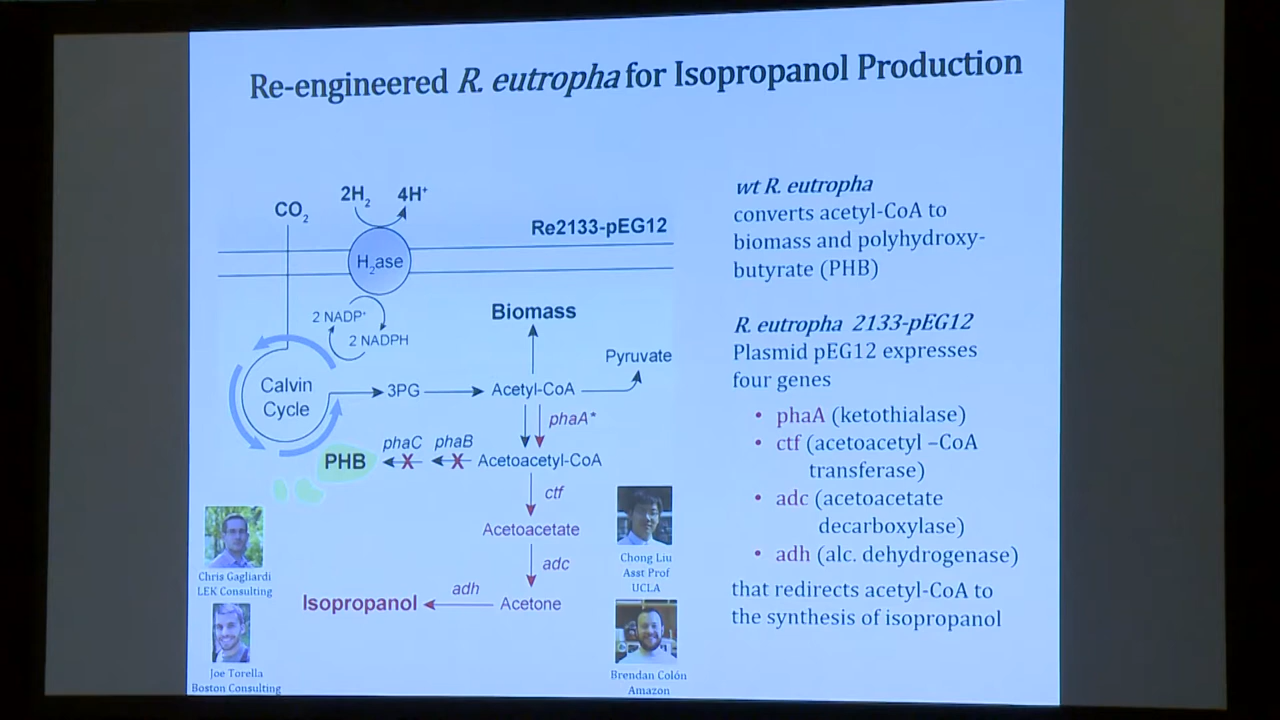 Re-engineered R. eutropha for Isopropanol Production
2H₂ 4H⁺
CO₂
Re2133-pEG12
H₂ase
2 NADP⁺
2 NADPH
Biomass
Pyruvate
Calvin
Cycle
3PG
Acetyl-CoA
phaA*
phaC phaB
PHB
X X
Acetoacetyl-CoA
ctf
Acetoacetate
adc
adh
Isopropanol
Acetone
Chris Gagliardi
LEK Consulting
Joe Torella
Boston Consulting
Chong Liu
Asst Prof
UCLA
Brendan Colón
Amazon
wt R. eutropha
converts acetyl-CoA to
biomass and polyhydroxy-
butyrate (PHB)
R. eutropha 2133-pEG12
Plasmid pEG12 expresses
four genes
• phaA (ketothialase)
• ctf (acetoacetyl –CoA
transferase)
• adc (acetoacetate
decarboxylase)
• adh (alc. dehydrogenase)
that redirects acetyl-CoA to
the synthesis of isopropanol